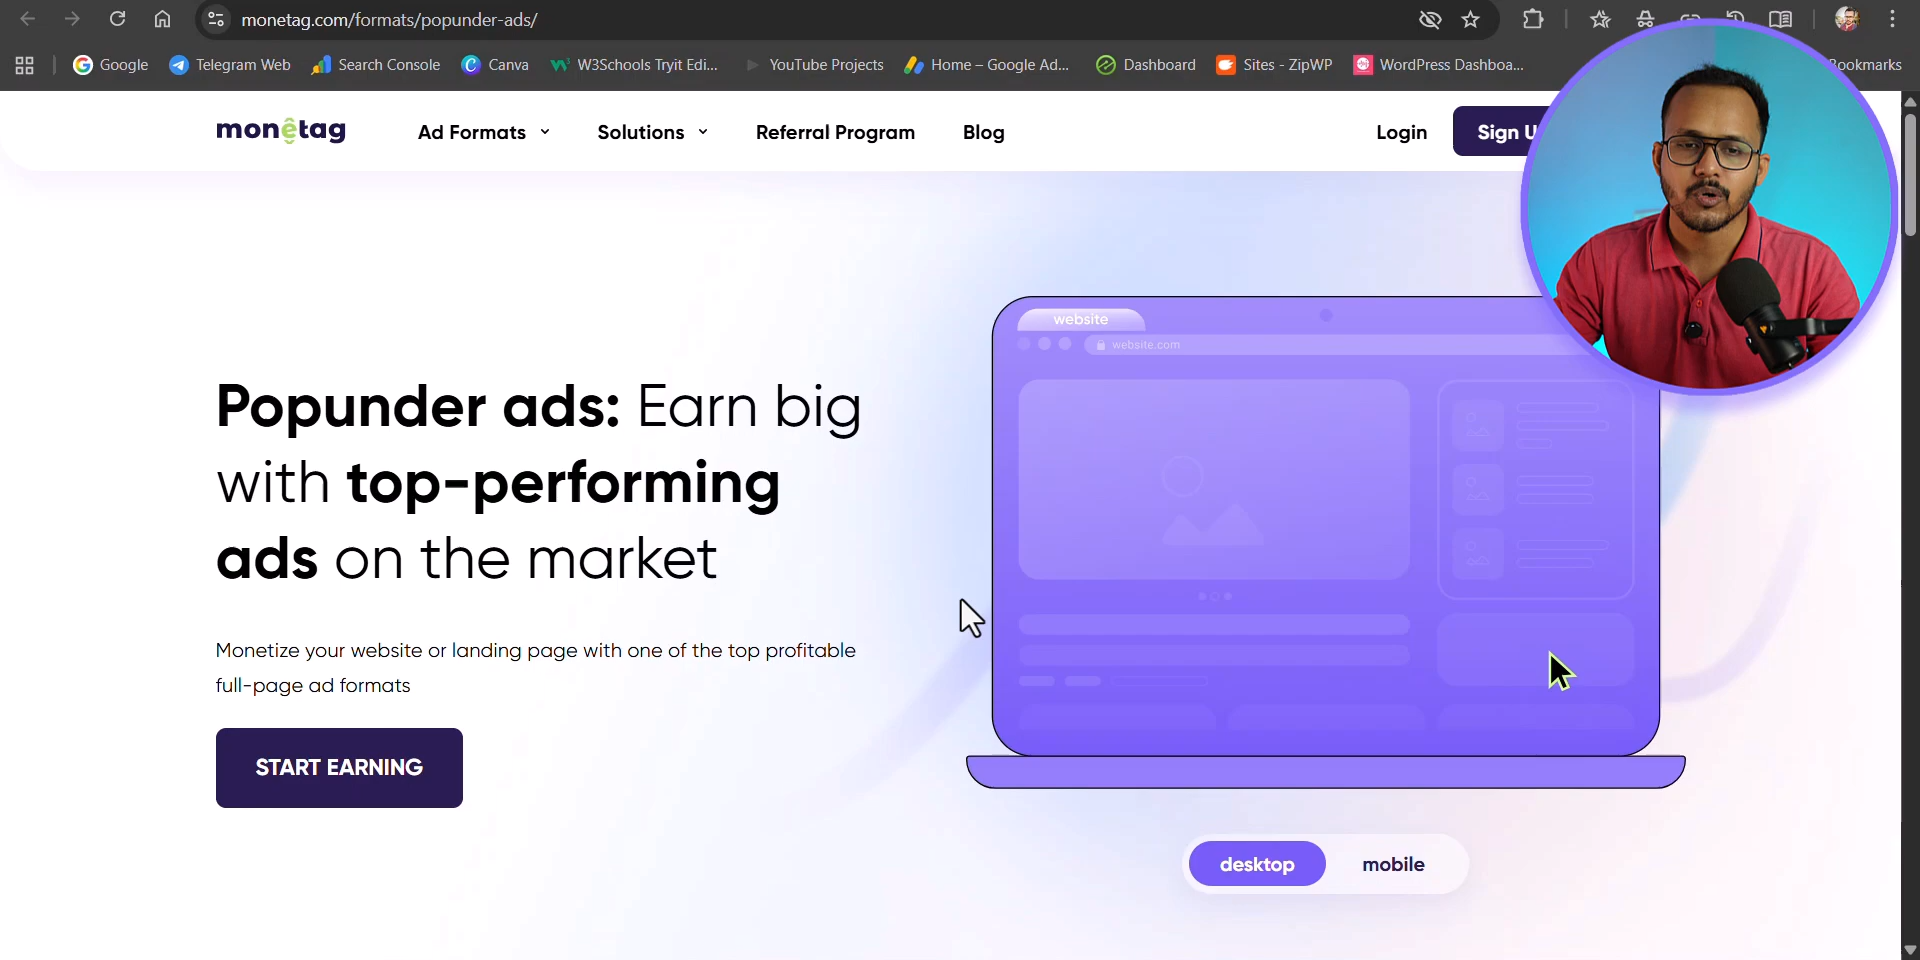 monetag.com/formats/popunder-ads/
Google
Telegram Web
Search Console
Canva
W3Schools Tryit Edi...
YouTube Projects
Home – Google Ad...
Dashboard
Sites - ZipWP
WordPress Dashboa...
Bookmarks
monetag
Ad Formats
Solutions
Referral Program
Blog
Login
Sign U
website
website.com
Popunder ads: Earn big
with top-performing
ads on the market
Monetize your website or landing page with one of the top profitable
full-page ad formats
START EARNING
desktop
mobile